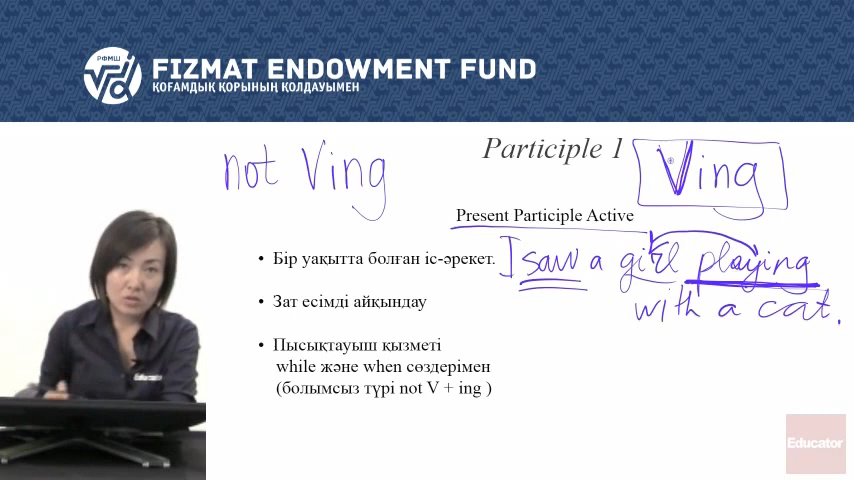 РФМШ
FIZMAT ENDOWMENT FUND
ҚОҒАМДЫҚ ҚОРЫНЫҢ ҚОЛДАУЫМЕН
not Ving
Participle 1
Ving
Present Participle Active
• Бір уақытта болған іс-әрекет.
I saw a girl playing
with a cat.
• Зат есімді айқындау
• Пысықтауыш қызметі
while және when сөздерімен
(болымсыз түрі not V + ing )
Educator
Educator